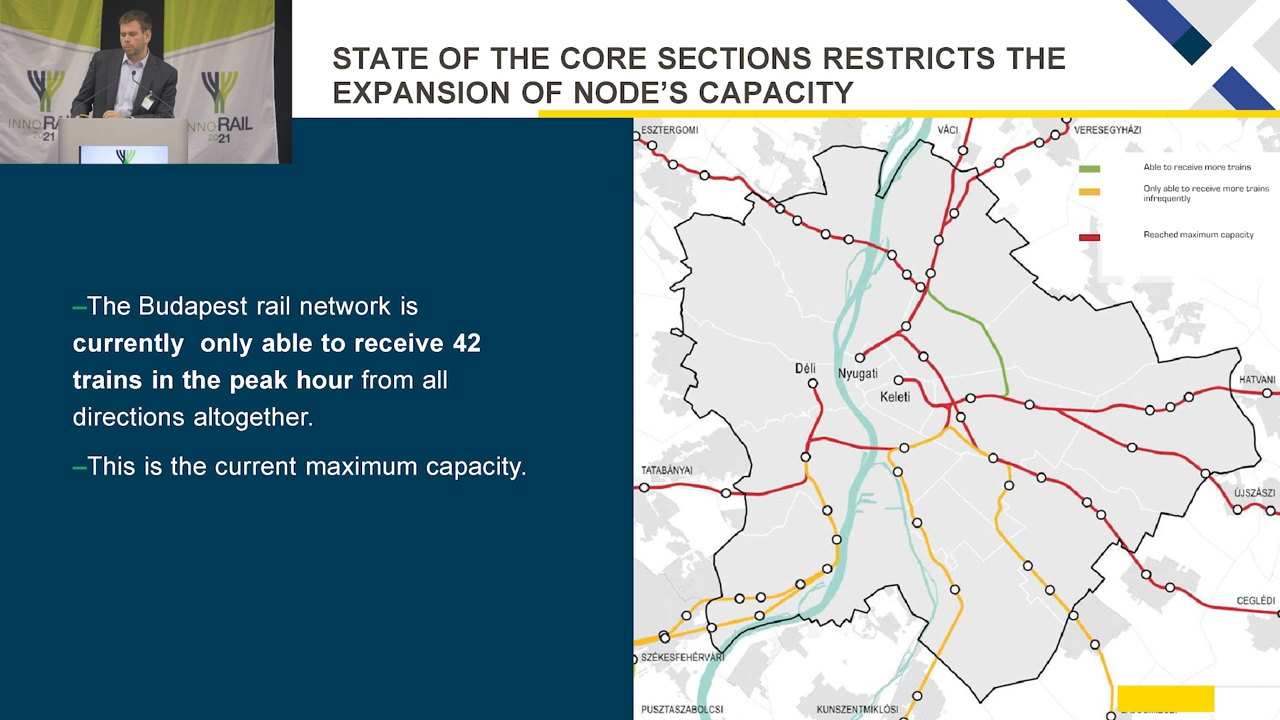 STATE OF THE CORE SECTIONS RESTRICTS THE
EXPANSION OF NODE'S CAPACITY
INNORAIL
2021
INNORAIL
2021
–The Budapest rail network is
currently only able to receive 42
trains in the peak hour from all
directions altogether.
–This is the current maximum capacity.
ESZTERGOMI
VÁCI
VERESEGYHÁZI
Able to receive more trains
Only able to receive more trains
infrequently
Reached maximum capacity
Déli
Nyugati
Keleti
HATVANI
TATABÁNYAI
ÚJSZÁSZI
CEGLÉDI
SZÉKESFEHÉRVÁRI
PUSZTASZABOLCSI
KUNSZENTMIKLÓSI